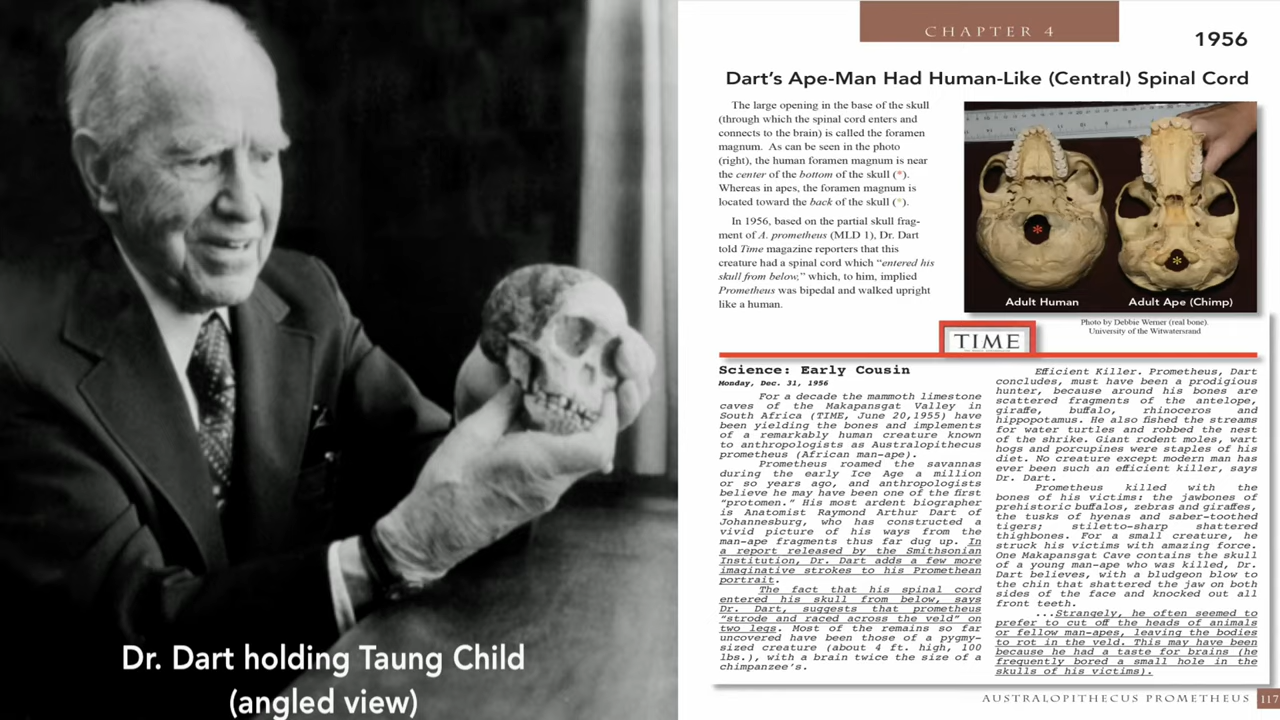 Dr. Dart holding Taung Child
(angled view)
CHAPTER 4
1956
Dart's Ape-Man Had Human-Like (Central) Spinal Cord
The large opening in the base of the skull
(through which the spinal cord enters and
connects to the brain) is called the foramen
magnum. As can be seen in the photo
(right), the human foramen magnum is near
the center of the bottom of the skull (*).
Whereas in apes, the foramen magnum is
located toward the back of the skull (*).
In 1956, based on the partial skull frag-
ment of A. prometheus (MLD 1), Dr. Dart
told Time magazine reporters that this
creature had a spinal cord which "entered his
skull from below," which, to him, implied
Prometheus was bipedal and walked upright
like a human.
*
*
Adult Human
Adult Ape (Chimp)
Photo by Debbie Werner (real bone).
University of the Witwatersrand
TIME
Science: Early Cousin
Monday, Dec. 31, 1956
For a decade the mammoth limestone
caves of the Makapansgat Valley in
South Africa (TIME, June 20,1955) have
been yielding the bones and implements
of a remarkably human creature known
to anthropologists as Australopithecus
prometheus (African man-ape).
Prometheus roamed the savannas
during the early Ice Age a million
or so years ago, and anthropologists
believe he may have been one of the first
"protomen." His most ardent biographer
is Anatomist Raymond Arthur Dart of
Johannesburg, who has constructed a
vivid picture of his ways from the
man-ape fragments thus far dug up. In
a report released by the Smithsonian
Institution, Dr. Dart adds a few more
imaginative strokes to his Promethean
portrait.
The fact that his spinal cord
entered his skull from below, says
Dr. Dart, suggests that prometheus
"strode and raced across the veld" on
two legs. Most of the remains so far
uncovered have been those of a pygmy-
sized creature (about 4 ft. high, 100
lbs.), with a brain twice the size of a
chimpanzee's.
Efficient Killer. Prometheus, Dart
concludes, must have been a prodigious
hunter, because around his bones are
scattered fragments of the antelope,
giraffe, buffalo, rhinoceros and
hippopotamus. He also fished the streams
for water turtles and robbed the nest
of the shrike. Giant rodent moles, wart
hogs and porcupines were staples of his
diet. No creature except modern man has
ever been such an efficient killer, says
Dr. Dart.
Prometheus killed with the
bones of his victims: the jawbones of
prehistoric buffalos, zebras and giraffes,
the tusks of hyenas and saber-toothed
tigers; stiletto-sharp shattered
thighbones. For a small creature, he
struck his victims with amazing force.
One Makapansgat Cave contains the skull
of a young man-ape who was killed, Dr.
Dart believes, with a bludgeon blow to
the chin that shattered the jaw on both
sides of the face and knocked out all
front teeth.
...Strangely, he often seemed to
prefer to cut off the heads of animals
or fellow man-apes, leaving the bodies
to rot in the veld. This may have been
because he had a taste for brains (he
frequently bored a small hole in the
skulls of his victims).
AUSTRALOPITHECUS PROMETHEUS 117